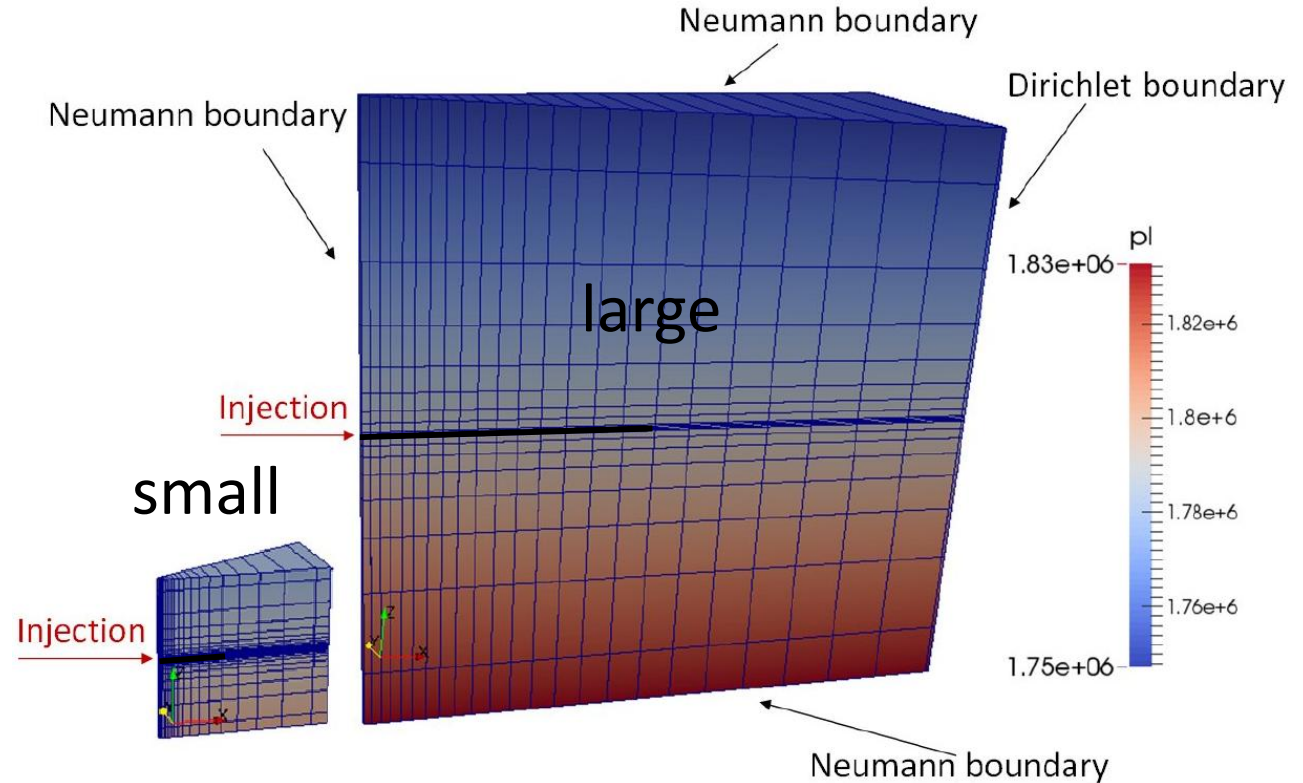 Neumann boundary
Dirichlet boundary
Neumann boundary
pl
1.83e+06
large
1.82e+6
Injection
1.8e+6
small
1.78e+6
Injection
1.76e+6
Z
Y
X
1.75e+06
Z
X
Neumann boundary